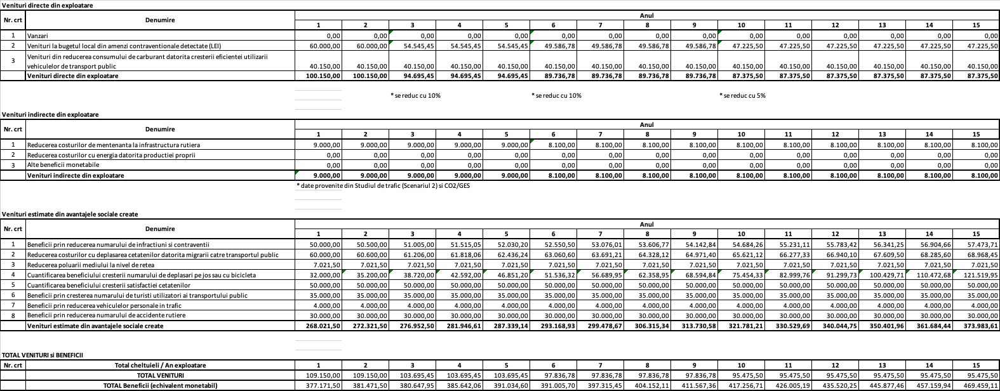 Venituri directe din exploatare
Nr. crt Denumire Anul
1 2 3 4 5 6 7 8 9 10 11 12 13 14 15
1 Vanzari 0,00 0,00 0,00 0,00 0,00 0,00 0,00 0,00 0,00 0,00 0,00 0,00 0,00 0,00 0,00
2 Venituri la bugetul local din amenzi contraventionale detectate (LEI) 60.000,00 60.000,00 54.545,45 54.545,45 54.545,45 49.586,78 49.586,78 49.586,78 49.586,78 47.225,50 47.225,50 47.225,50 47.225,50 47.225,50 47.225,50
3 Venituri din reducerea consumului de carburant datorita cresterii eficientei utilizarii
vehiculelor de transport public 40.150,00 40.150,00 40.150,00 40.150,00 40.150,00 40.150,00 40.150,00 40.150,00 40.150,00 40.150,00 40.150,00 40.150,00 40.150,00 40.150,00 40.150,00
Venituri directe din exploatare 100.150,00 100.150,00 94.695,45 94.695,45 94.695,45 89.736,78 89.736,78 89.736,78 89.736,78 87.375,50 87.375,50 87.375,50 87.375,50 87.375,50 87.375,50
* se reduc cu 10% * se reduc cu 10% * se reduc cu 5%
Venituri indirecte din exploatare
Nr. crt Denumire Anul
1 2 3 4 5 6 7 8 9 10 11 12 13 14 15
1 Reducerea costurilor de mentenanta la infrastructura rutiera 9.000,00 9.000,00 9.000,00 9.000,00 9.000,00 8.100,00 8.100,00 8.100,00 8.100,00 8.100,00 8.100,00 8.100,00 8.100,00 8.100,00 8.100,00
2 Reducerea costurilor cu energia datorita productiei proprii 0,00 0,00 0,00 0,00 0,00 0,00 0,00 0,00 0,00 0,00 0,00 0,00 0,00 0,00 0,00
3 Alte beneficii monetabile 0,00 0,00 0,00 0,00 0,00 0,00 0,00 0,00 0,00 0,00 0,00 0,00 0,00 0,00 0,00
Venituri indirecte din exploatare 9.000,00 9.000,00 9.000,00 9.000,00 9.000,00 8.100,00 8.100,00 8.100,00 8.100,00 8.100,00 8.100,00 8.100,00 8.100,00 8.100,00 8.100,00
* date provenite din Studiul de trafic (Scenariul 2) si CO2/GES
Venituri estimate din avantajele sociale create
Nr. crt Denumire Anul
1 2 3 4 5 6 7 8 9 10 11 12 13 14 15
1 Beneficii prin reducerea numarului de infractiuni si contraventii 50.000,00 50.500,00 51.005,00 51.515,05 52.030,20 52.550,50 53.076,01 53.606,77 54.142,84 54.684,26 55.231,11 55.783,42 56.341,25 56.904,66 57.473,71
2 Reducerea costurilor cu deplasarea cetatenilor datorita migrarii catre transportul public 60.000,00 60.600,00 61.206,00 61.818,06 62.436,24 63.060,60 63.691,21 64.328,12 64.971,40 65.621,12 66.277,33 66.940,10 67.609,50 68.285,60 68.968,45
3 Reducerea poluarii mediului la nivel de retea 7.021,50 7.021,50 7.021,50 7.021,50 7.021,50 7.021,50 7.021,50 7.021,50 7.021,50 7.021,50 7.021,50 7.021,50 7.021,50 7.021,50 7.021,50
4 Cuantificarea beneficiului cresterii numarului de deplasari pe jos sau cu bicicleta 32.000,00 35.200,00 38.720,00 42.592,00 46.851,20 51.536,32 56.689,95 62.358,95 68.594,84 75.454,33 82.999,76 91.299,73 100.429,71 110.472,68 121.519,95
5 Cuantificarea beneficiului cresterii satisfactiei cetatenilor 50.000,00 50.000,00 50.000,00 50.000,00 50.000,00 50.000,00 50.000,00 50.000,00 50.000,00 50.000,00 50.000,00 50.000,00 50.000,00 50.000,00 50.000,00
6 Beneficii prin cresterea numarului de turisti utilizatori ai transportului public 35.000,00 35.000,00 35.000,00 35.000,00 35.000,00 35.000,00 35.000,00 35.000,00 35.000,00 35.000,00 35.000,00 35.000,00 35.000,00 35.000,00 35.000,00
7 Beneficii prin reducerea vehiculelor personale in trafic 4.000,00 4.000,00 4.000,00 4.000,00 4.000,00 4.000,00 4.000,00 4.000,00 4.000,00 4.000,00 4.000,00 4.000,00 4.000,00 4.000,00 4.000,00
8 Beneficii prin reducerea numarului de accidente rutiere 30.000,00 30.000,00 30.000,00 30.000,00 30.000,00 30.000,00 30.000,00 30.000,00 30.000,00 30.000,00 30.000,00 30.000,00 30.000,00 30.000,00 30.000,00
Venituri estimate din avantajele sociale create 268.021,50 272.321,50 276.952,50 281.946,61 287.339,14 293.168,93 299.478,67 306.315,34 313.730,58 321.781,21 330.529,69 340.044,75 350.401,96 361.684,44 373.983,61
TOTAL VENITURI si BENEFICII
Nr. crt Total cheltuieli / An exploatare 1 2 3 4 5 6 7 8 9 10 11 12 13 14 15
TOTAL VENITURI 109.150,00 109.150,00 103.695,45 103.695,45 103.695,45 97.836,78 97.836,78 97.836,78 97.836,78 95.475,50 95.475,50 95.475,50 95.475,50 95.475,50 95.475,50
TOTAL Beneficii (echivalent monetabil) 377.171,50 381.471,50 380.647,95 385.642,06 391.034,60 391.005,70 397.315,45 404.152,11 411.567,36 417.256,71 426.005,19 435.520,25 445.877,46 457.159,94 469.459,11